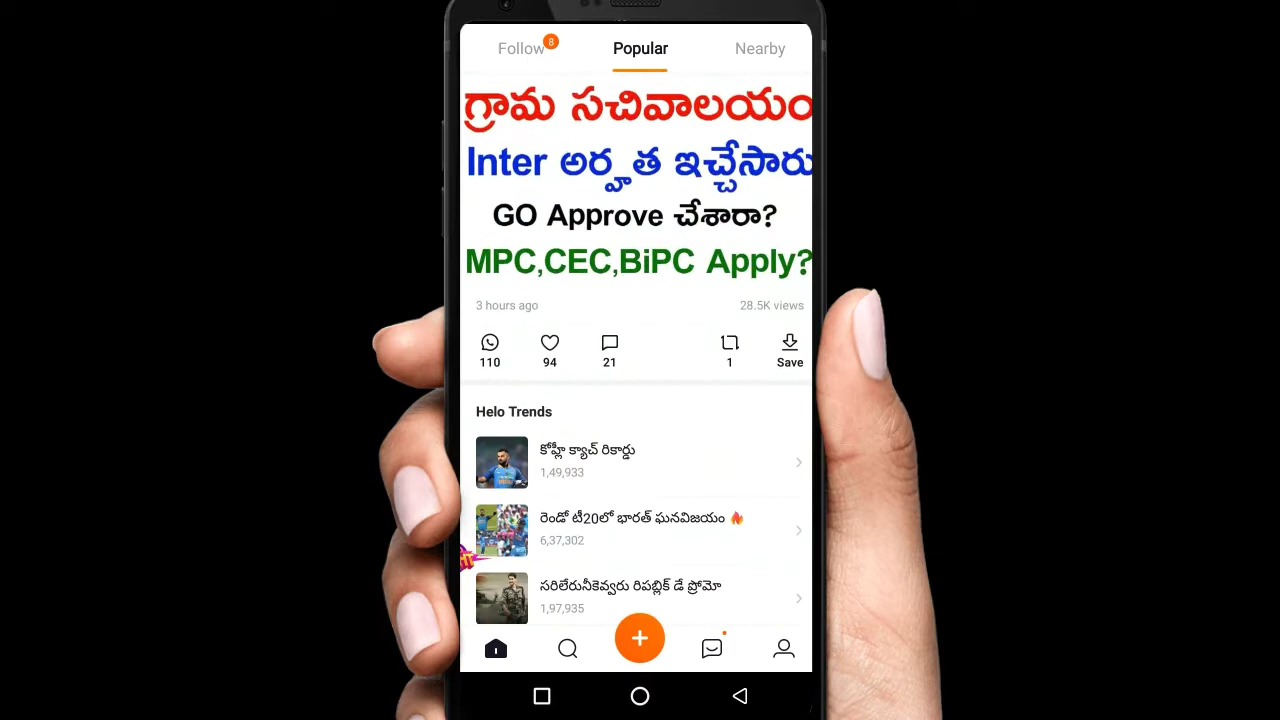 Follow 8 Popular Nearby
గ్రామ సచివాలయం
Inter అర్హత ఇచ్చేసారు
GO Approve చేశారా?
MPC,CEC,BiPC Apply?
3 hours ago 28.5K views
110 94 21 1 Save
Helo Trends
కోహ్లీ క్యాచ్ రికార్డు
1,49,933
రెండో టీ20లో భారత్ ఘనవిజయం 🔥
6,37,302
సరిలేరునీకెవ్వరు రిపబ్లిక్ డే ప్రోమో
1,97,935